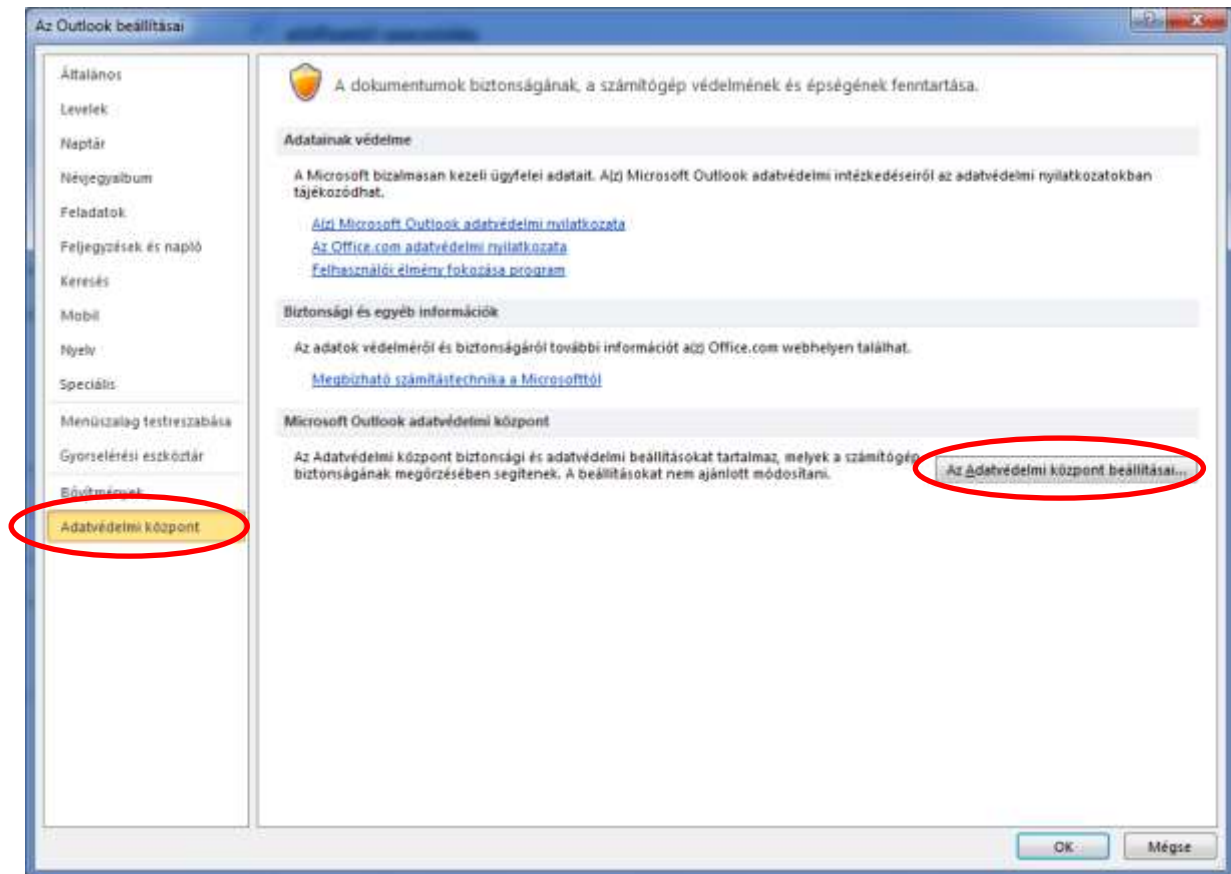 Az Outlook beállításai
Általános
Levelek
Naptár
Névjegyalbum
Feladatok
Feljegyzések és napló
Keresés
Mobil
Nyelv
Speciális
Menüszalag testreszabása
Gyorselérési eszköztár
Bővítmények
Adatvédelmi központ
A dokumentumok biztonságának, a számítógép védelmének és épségének fenntartása.
Adatainak védelme
A Microsoft bizalmasan kezeli ügyfelei adatait. A(z) Microsoft Outlook adatvédelmi intézkedéseiről az adatvédelmi nyilatkozatokban
tájékozódhat.
A(z) Microsoft Outlook adatvédelmi nyilatkozata
Az Office.com adatvédelmi nyilatkozata
Felhasználói élmény fokozása program
Biztonsági és egyéb információk
Az adatok védelméről és biztonságáról további információt a(z) Office.com webhelyen találhat.
Megbízható számítástechnika a Microsofttól
Microsoft Outlook adatvédelmi központ
Az Adatvédelmi központ biztonsági és adatvédelmi beállításokat tartalmaz, melyek a számítógép
biztonságának megőrzésében segítenek. A beállításokat nem ajánlott módosítani.
Az Adatvédelmi központ beállításai...
OK
Mégse